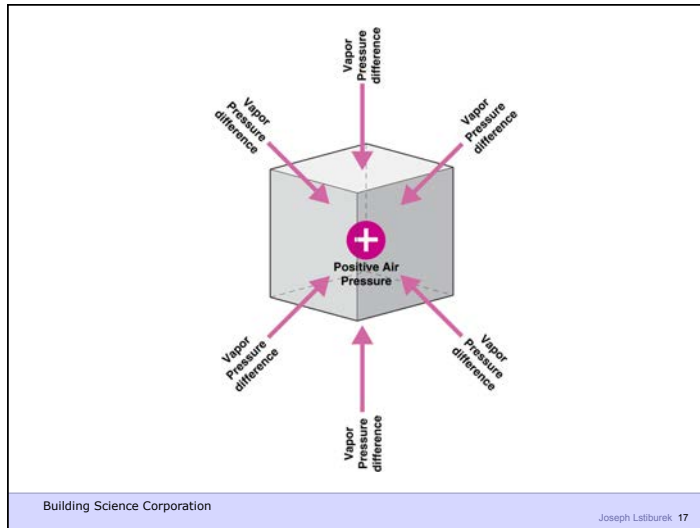 Vapor
Pressure
difference
Vapor
Pressure
difference
Vapor
Pressure
difference
Positive Air
Pressure
Vapor
Pressure
difference
Vapor
Pressure
difference
Vapor
Pressure
difference
Building Science Corporation
Joseph Lstiburek 17